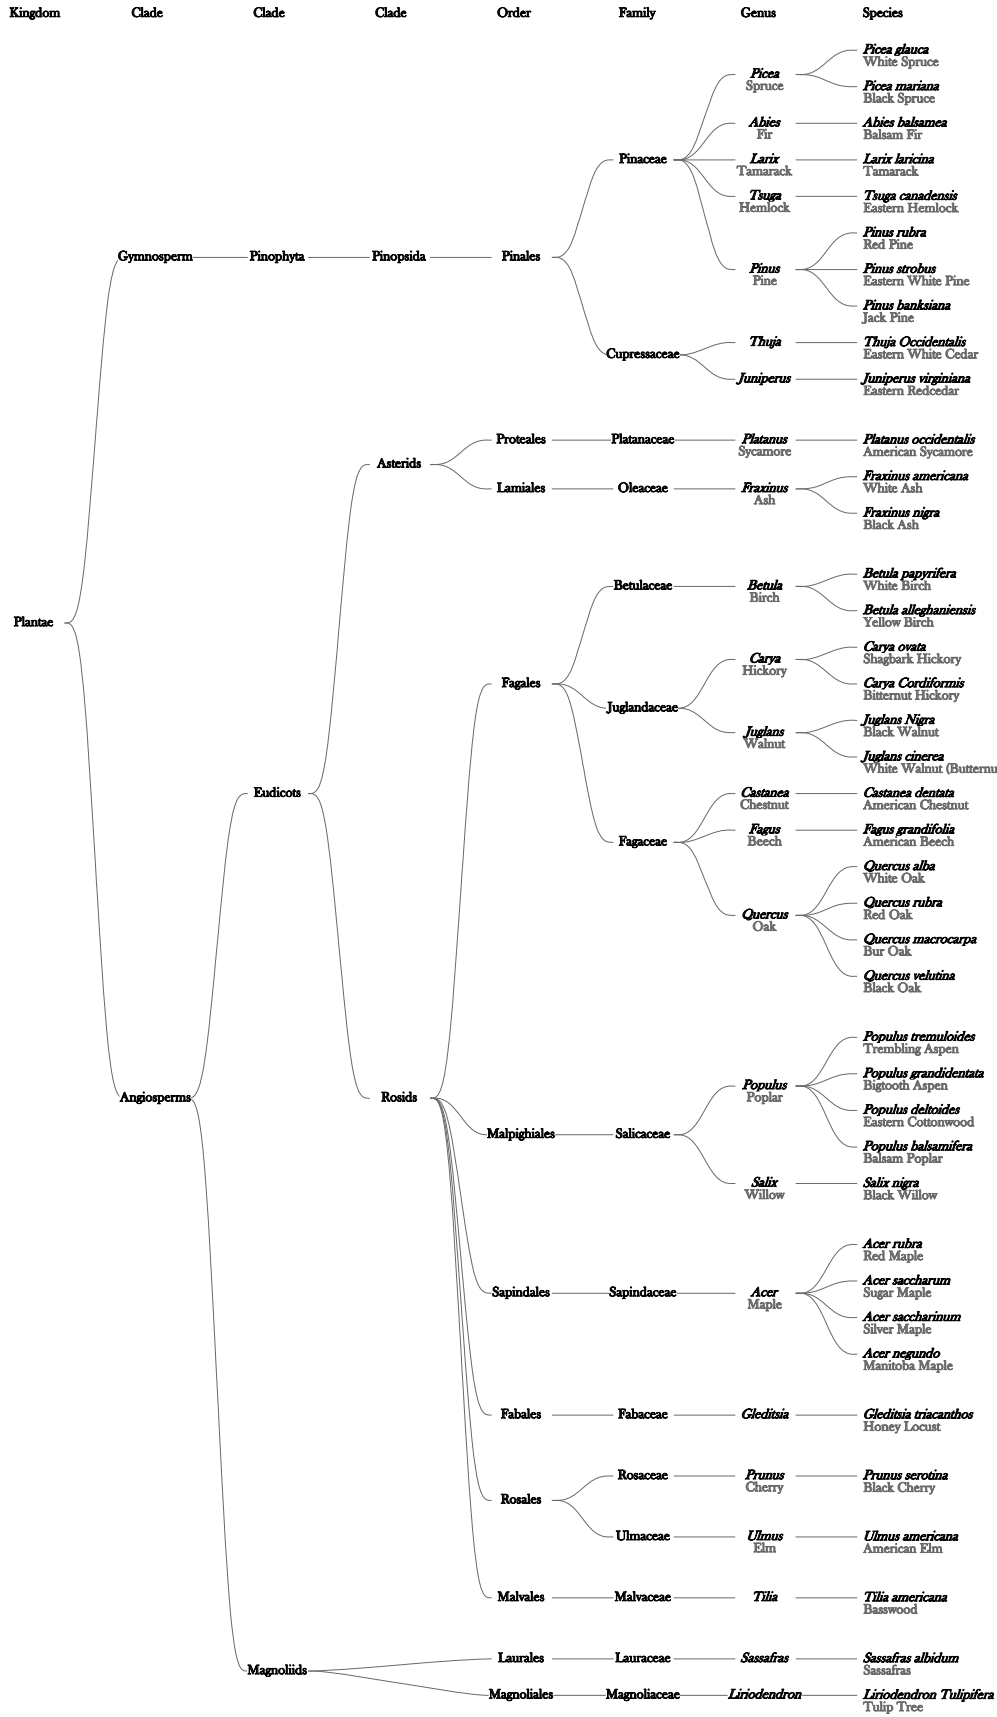 Kingdom Clade Clade Clade Order Family Genus Species
Picea glauca
White Spruce
Picea
Spruce
Picea mariana
Black Spruce
Abies Abies balsamea
Fir Balsam Fir
Pinaceae Larix Larix laricina
Tamarack Tamarack
Tsuga Tsuga canadensis
Hemlock Eastern Hemlock
Pinus rubra
Red Pine
Gymnosperm Pinophyta Pinopsida Pinales
Pinus Pinus strobus
Pine Eastern White Pine
Pinus banksiana
Jack Pine
Thuja Thuja Occidentalis
Cupressaceae Eastern White Cedar
Juniperus Juniperus virginiana
Eastern Redcedar
Proteales Platanaceae Platanus Platanus occidentalis
Sycamore American Sycamore
Asterids
Fraxinus americana
Lamiales Oleaceae Fraxinus White Ash
Ash
Fraxinus nigra
Black Ash
Betula papyrifera
Betulaceae Betula White Birch
Birch
Betula alleghaniensis
Plantae Yellow Birch
Carya ovata
Carya Shagbark Hickory
Hickory
Fagales Carya Cordiformis
Bitternut Hickory
Juglandaceae
Juglans Nigra
Juglans Black Walnut
Walnut
Juglans cinerea
White Walnut (Butternu
Eudicots Castanea Castanea dentata
Chestnut American Chestnut
Fagus Fagus grandifolia
Fagaceae Beech American Beech
Quercus alba
White Oak
Quercus rubra
Quercus Red Oak
Oak
Quercus macrocarpa
Bur Oak
Quercus velutina
Black Oak
Populus tremuloides
Trembling Aspen
Populus grandidentata
Populus Bigtooth Aspen
Angiosperms Rosids Poplar
Populus deltoides
Eastern Cottonwood
Malpighiales Salicaceae
Populus balsamifera
Balsam Poplar
Salix Salix nigra
Willow Black Willow
Acer rubra
Red Maple
Acer saccharum
Sapindales Sapindaceae Acer Sugar Maple
Maple
Acer saccharinum
Silver Maple
Acer negundo
Manitoba Maple
Fabales Fabaceae Gleditsia Gleditsia triacanthos
Honey Locust
Rosaceae Prunus Prunus serotina
Cherry Black Cherry
Rosales
Ulmaceae Ulmus Ulmus americana
Elm American Elm
Malvales Malvaceae Tilia Tilia americana
Basswood
Laurales Lauraceae Sassafras Sassafras albidum
Magnoliids Sassafras
Magnoliales Magnoliaceae Liriodendron Liriodendron Tulipifera
Tulip Tree